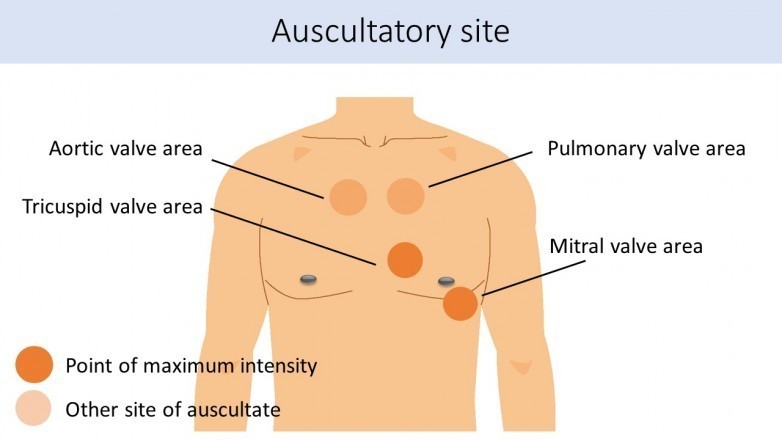 Auscultatory site
Aortic valve area
Pulmonary valve area
Tricuspid valve area
Mitral valve area
Point of maximum intensity
Other site of auscultate